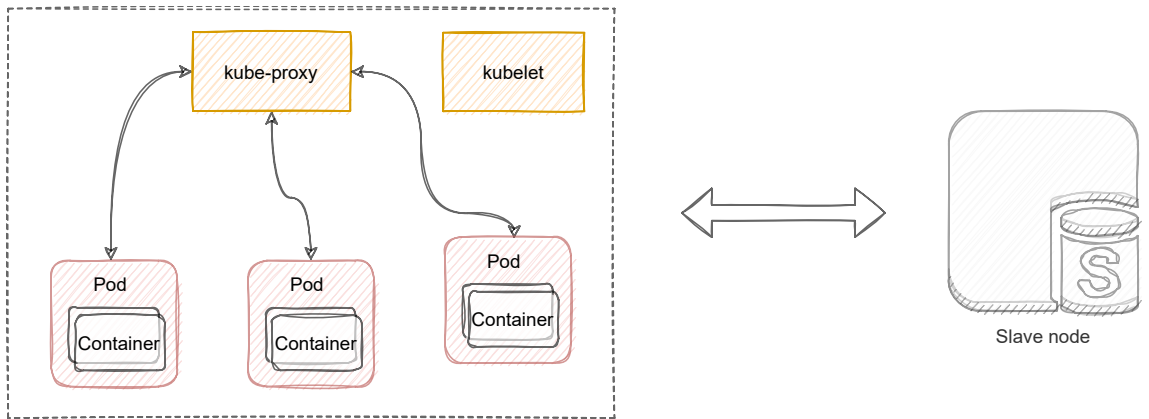 kube-proxy
kubelet
Pod
Container
Pod
Container
Pod
Container
S
Slave node